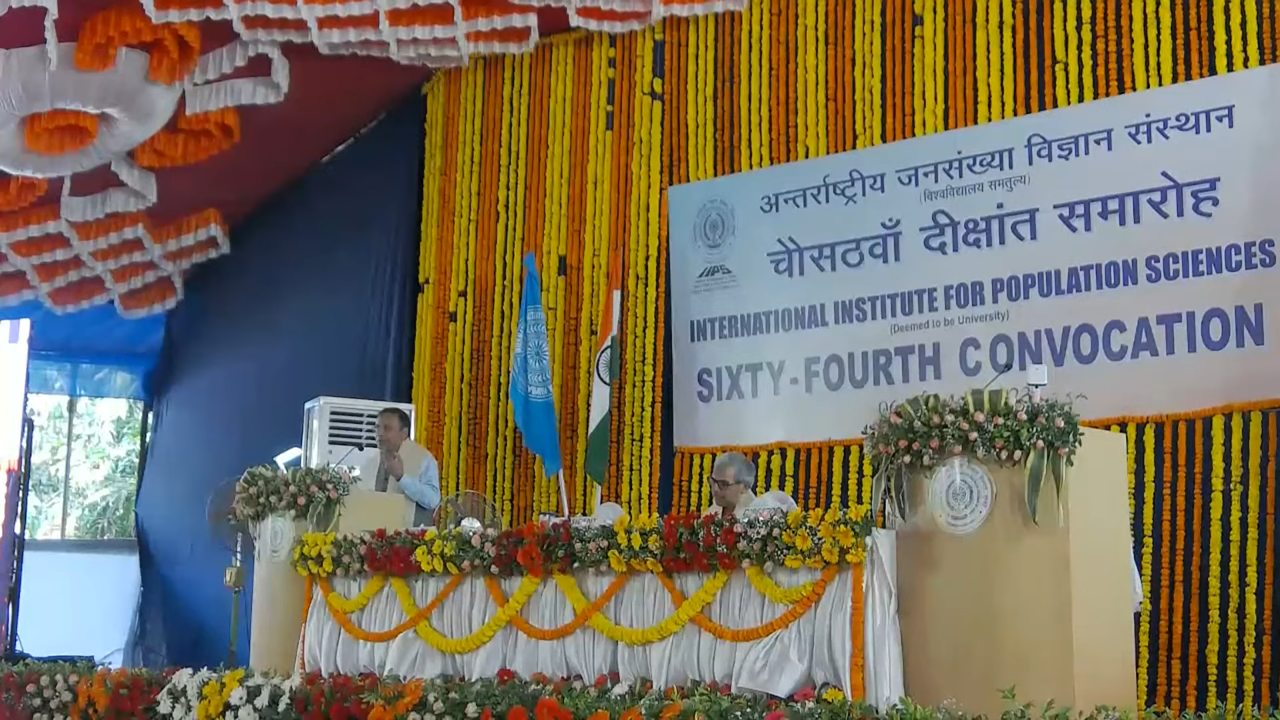 अन्तर्राष्ट्रीय जनसंख्या विज्ञान संस्थान
(विश्वविद्यालय समतुल्य)
चौसठवाँ दीक्षांत समारोह
IIPS
INTERNATIONAL INSTITUTE FOR POPULATION SCIENCES
(Deemed to be University)
SIXTY-FOURTH CONVOCATION